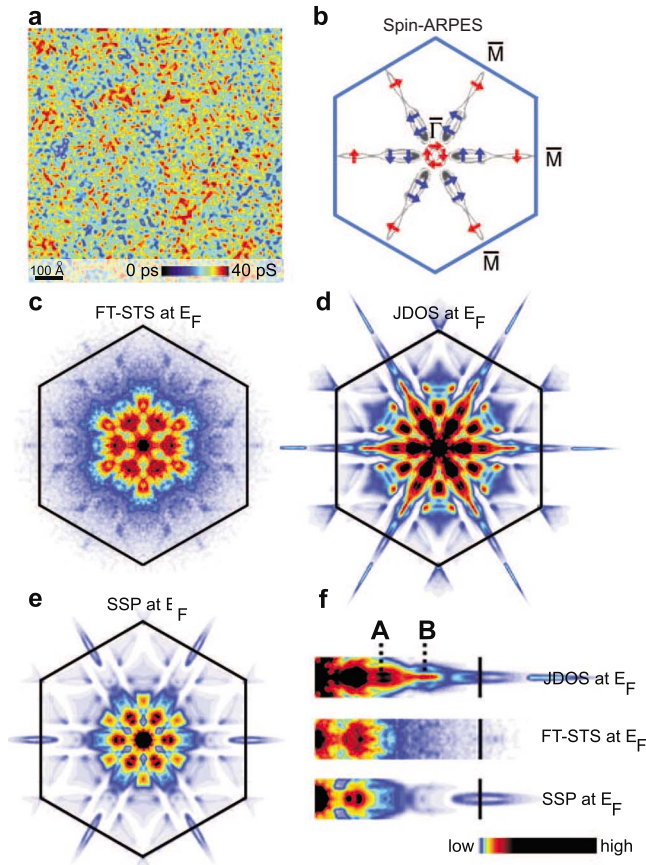 a
100 Å
0 ps
40 pS
b
Spin-ARPES
M̅
Γ̅
M̅
M̅
c
FT-STS at E_F
d
JDOS at E_F
e
SSP at E_F
f
A B
JDOS at E_F
FT-STS at E_F
SSP at E_F
low high